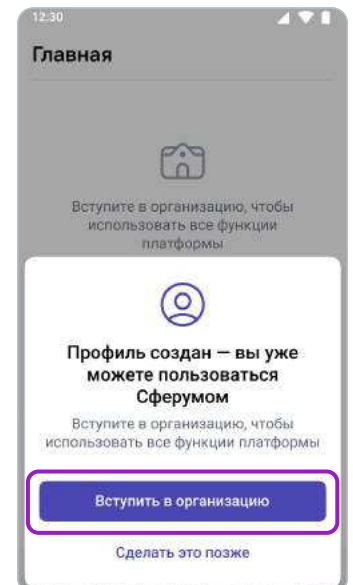 12:30
Главная
Вступите в организацию, чтобы
использовать все функции
платформы
Профиль создан — вы уже
можете пользоваться
Сферумом
Вступите в организацию, чтобы
использовать все функции платформы
Вступить в организацию
Сделать это позже